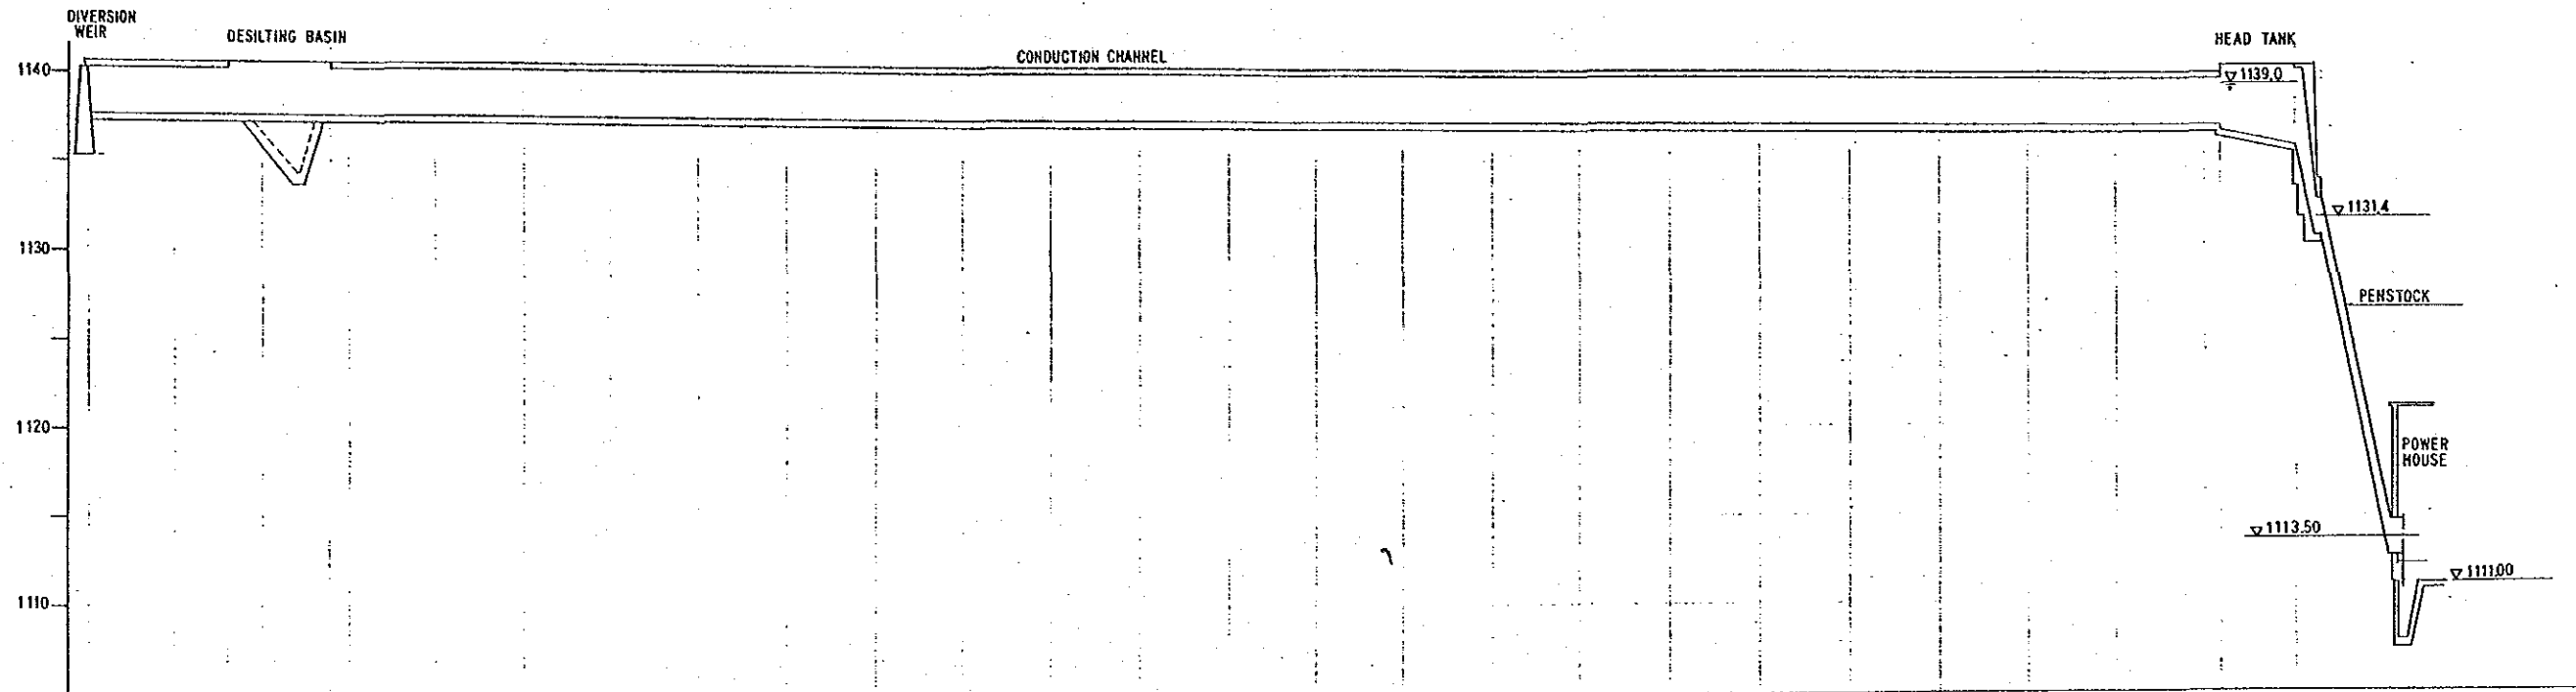 DIVERSION
WEIR
DESILTING BASIN
CONDUCTION CHANNEL
HEAD TANK
1140
1139,0
1131,4
1130
PENSTOCK
1120
POWER
HOUSE
1113.50
1111.00
1110